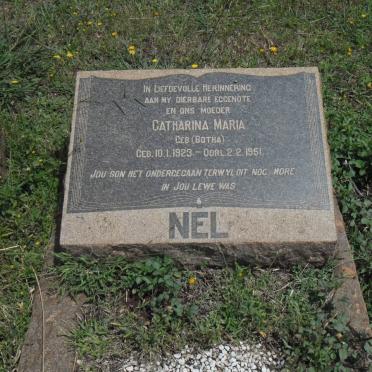 IN LIEFDEVOLLE HERINNERING
AAN MY DIERBARE EGGENOTE
EN ONS MOEDER
CATHARINA MARIA
GEB (BOTHA)
GEB. 10.1.1923. — OORL. 2.2.1951.
JOU SON HET ONDERGEGAAN TERWYL DIT NOG MORE
IN JOU LEWE WAS
NEL